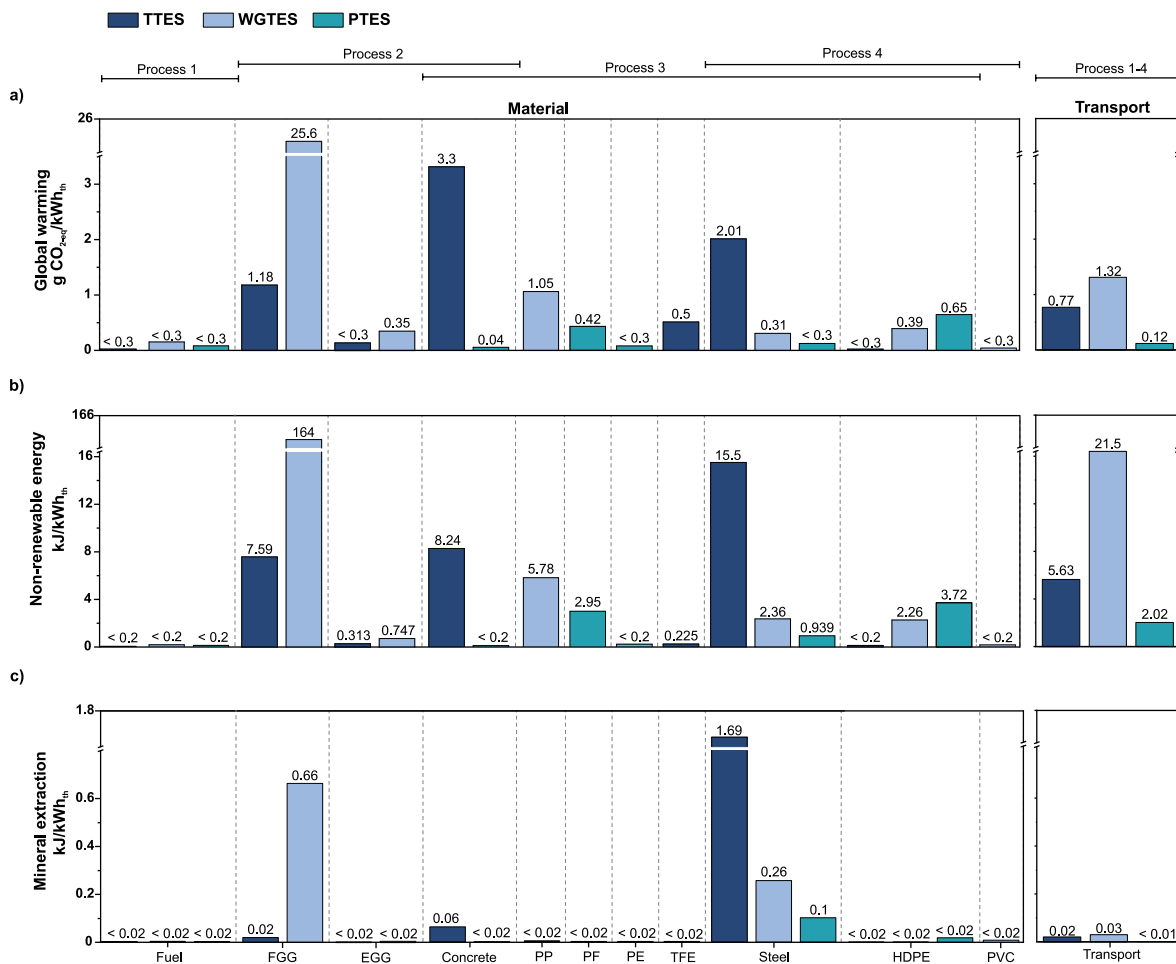 TTES WGTES PTES
Process 1 Process 2 Process 3 Process 4 Process 1-4
a)
Material Transport
Global warming
g CO2-eq/kWhth
26
3
2
1
0
< 0.3 < 0.3 < 0.3 1.18 25.6 < 0.3 0.35 3.3 0.04 1.05 0.42 < 0.3 0.5 2.01 0.31 < 0.3 < 0.3 0.39 0.65 < 0.3 0.77 1.32 0.12
b)
Non-renewable energy
kJ/kWhth
166
16
12
8
4
0
< 0.2 < 0.2 < 0.2 7.59 164 0.313 0.747 8.24 < 0.2 5.78 2.95 < 0.2 0.225 15.5 2.36 0.939 < 0.2 2.26 3.72 < 0.2 5.63 21.5 2.02
c)
Mineral extraction
kJ/kWhth
1.8
0.6
0.4
0.2
0
< 0.02 < 0.02 < 0.02 0.02 0.66 < 0.02 < 0.02 0.06 < 0.02 < 0.02 < 0.02 < 0.02 < 0.02 1.69 0.26 0.1 < 0.02 < 0.02 < 0.02 < 0.02 0.02 0.03 < 0.01
Fuel FGG EGG Concrete PP PF PE TFE Steel HDPE PVC Transport